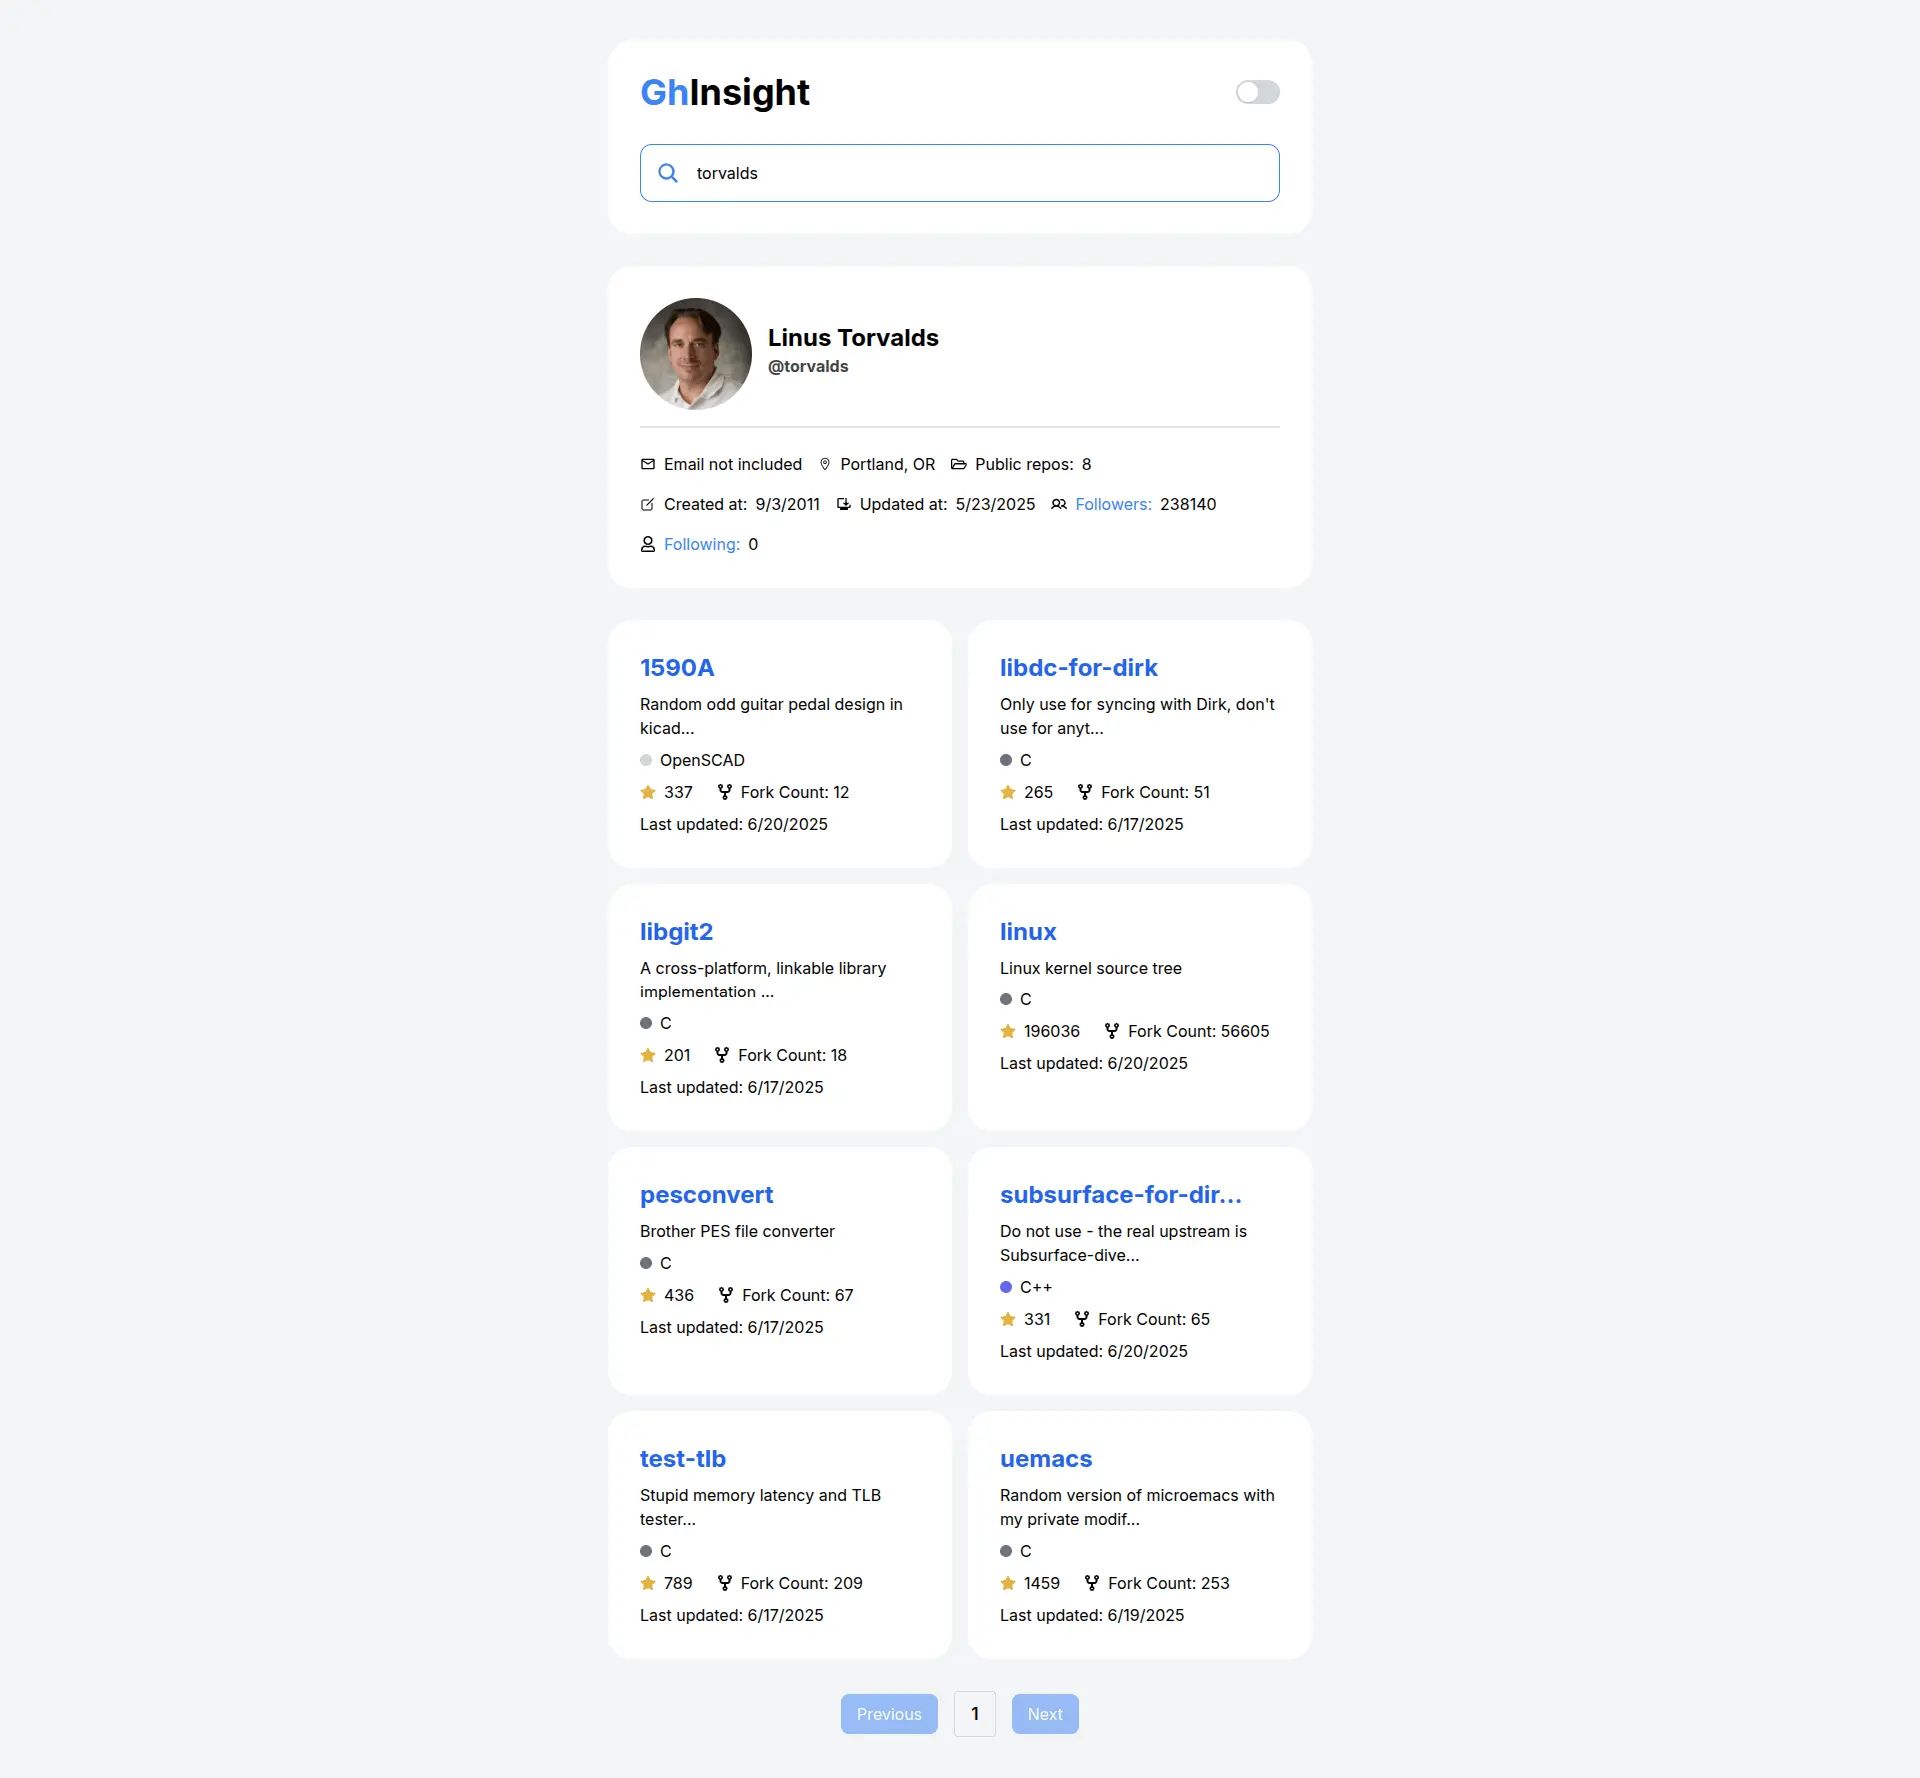 GhInsight
torvalds
Linus Torvalds
@torvalds
Email not included Portland, OR Public repos: 8
Created at: 9/3/2011 Updated at: 5/23/2025 Followers: 238140
Following: 0
1590A
Random odd guitar pedal design in
kicad...
OpenSCAD
337 Fork Count: 12
Last updated: 6/20/2025
libdc-for-dirk
Only use for syncing with Dirk, don't
use for anyt...
C
265 Fork Count: 51
Last updated: 6/17/2025
libgit2
A cross-platform, linkable library
implementation ...
C
201 Fork Count: 18
Last updated: 6/17/2025
linux
Linux kernel source tree
C
196036 Fork Count: 56605
Last updated: 6/20/2025
pesconvert
Brother PES file converter
C
436 Fork Count: 67
Last updated: 6/17/2025
subsurface-for-dir...
Do not use - the real upstream is
Subsurface-dive...
C++
331 Fork Count: 65
Last updated: 6/20/2025
test-tlb
Stupid memory latency and TLB
tester...
C
789 Fork Count: 209
Last updated: 6/17/2025
uemacs
Random version of microemacs with
my private modif...
C
1459 Fork Count: 253
Last updated: 6/19/2025
Previous 1 Next